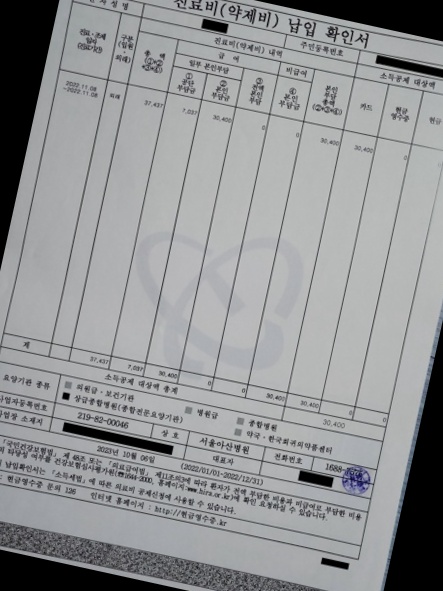 진료비(약제비) 납입 확인서
환 자 성 명
주민등록번호
진료·조제 일자 (진료기간)
구분 (입원·외래)
진료비(약제비) 내역
소득공제 대상액
총 액 (①+② +③+④)
급 여
비급여
본인 부담 총액 (②+③+④)
카드
현금 영수증
현금
일부 본인부담
① 공단 부담금
② 본인 부담금
③ 전액 본인 부담
④ 본인 부담금
2022.11.08 ~2022.11.08
외래
37,437
7,037
30,400
0
0
30,400
30,400
0
계
37,437
7,037
30,400
0
0
30,400
30,400
0
0
소득공제 대상액 총계
30,400
요양기관 종류
의원급·보건기관
병원급
종합병원
상급종합병원(종합전문요양기관)
약국·한국희귀의약품센터
사업자등록번호
219-82-00046
상 호
서울아산병원
전화번호
1688-
사업장 소재지
대표자
2023년 10월 06일
(2022/01/01-2022/12/31)
「국민건강보험법」 제 48조 또는 「의료급여법」 제11조의3에 따라 환자가 전액 부담한 비용과 비급여로 부담한 비용
의 타당성 여부를 건강보험심사평가원(☎1644-2000, 홈페이지:www.hira.or.kr)에 확인 요청하실 수 있습니다.
납입확인서는 「소득세법」에 따른 의료비 공제신청에 사용할 수 있습니다.
현금영수증 문의 126 인터넷 홈페이지 : http://현금영수증.kr